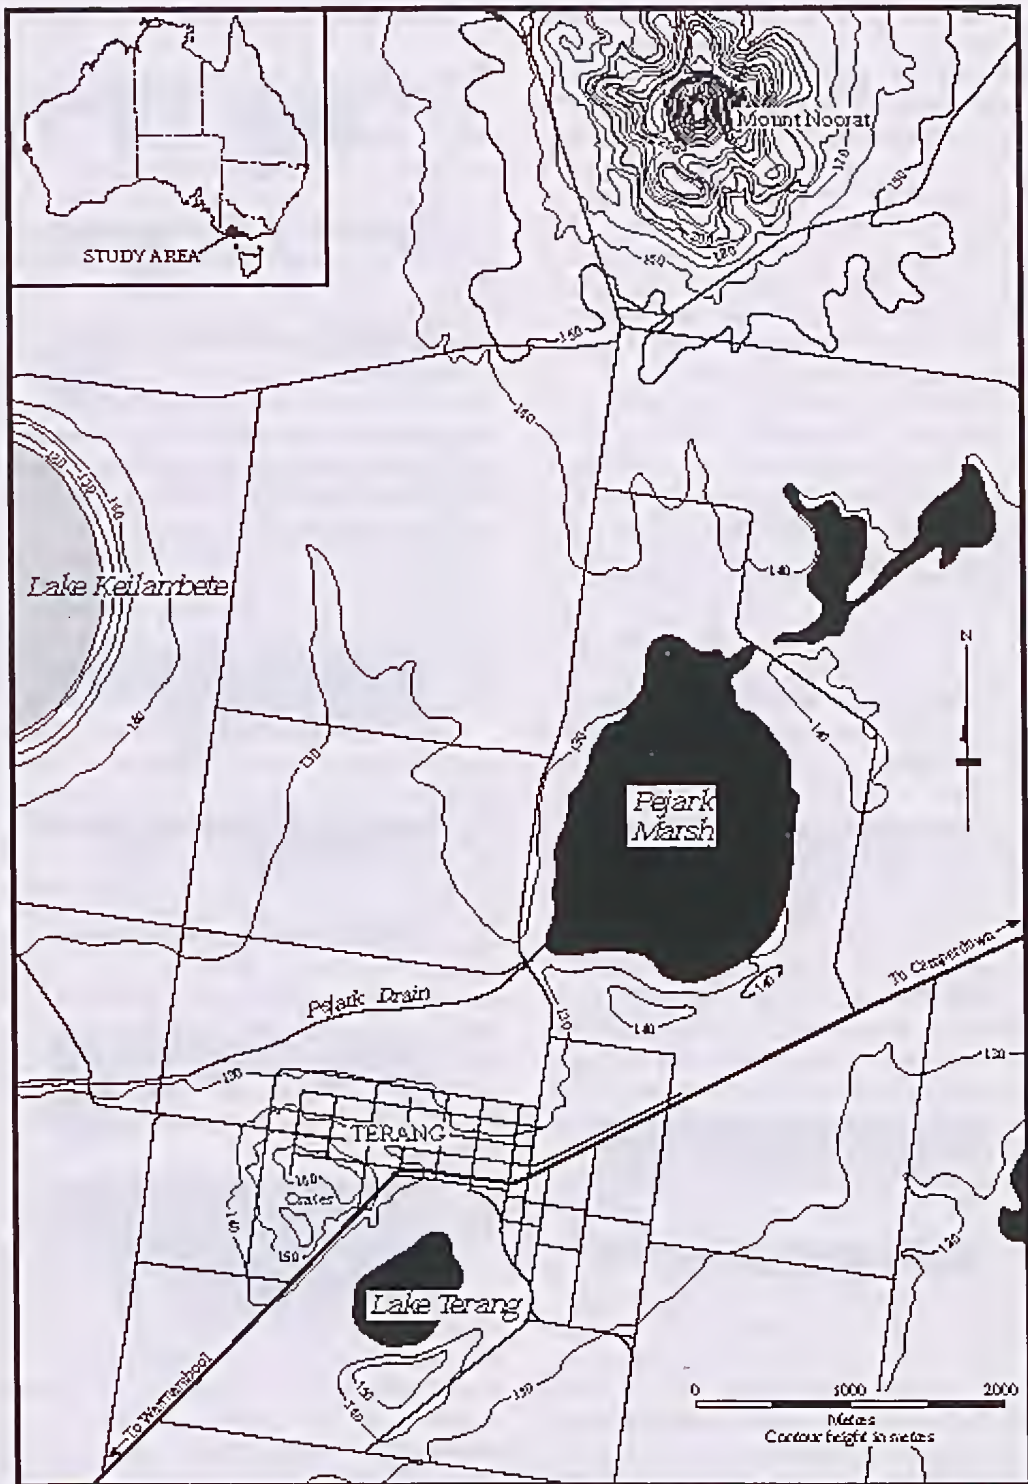 STUDY AREA
Mount Noorat
170
150
180
150
150
140
120
130
140
Lake Keilambete
140
N
130
130
140
Pejark
Marsh
To Camperdown
140
140
Pejark Drain
130
130
130
TERANG
Crater
150
130
Lake Terang
150
140
To Warrnambool
0 1000 2000
Metres
Contour height in metres